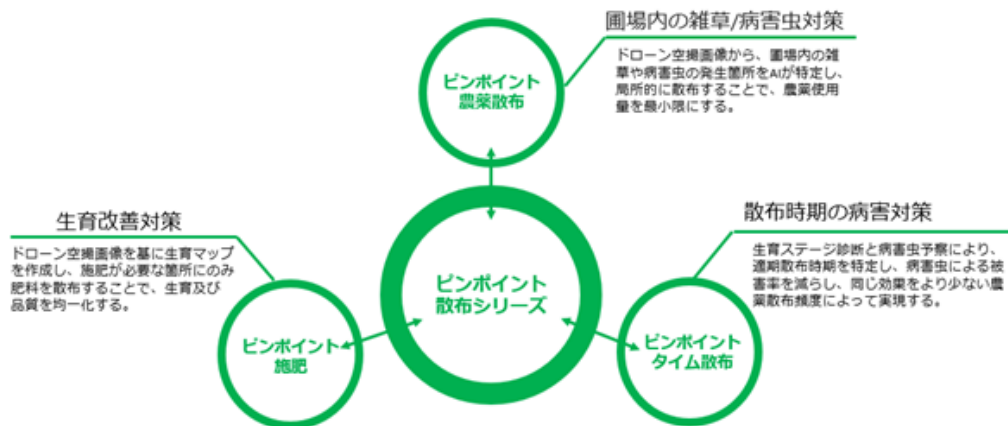 圃場内の雑草/病害虫対策
ドローン空撮画像から、圃場内の雑
草や病害虫の発生箇所をAIが特定し、
局所的に散布することで、農薬使用
量を最小限にする。
ピンポイント
農薬散布
生育改善対策
ドローン空撮画像を基に生育マップ
を作成し、施肥が必要な箇所にのみ
肥料を散布することで、生育及び
品質を均一化する。
散布時期の病害対策
生育ステージ診断と病害虫予察により、
適期散布時期を特定し、病害虫による被
害率を減らし、同じ効果をより少ない農
薬散布頻度によって実現する。
ピンポイント
散布シリーズ
ピンポイント
施肥
ピンポイント
タイム散布